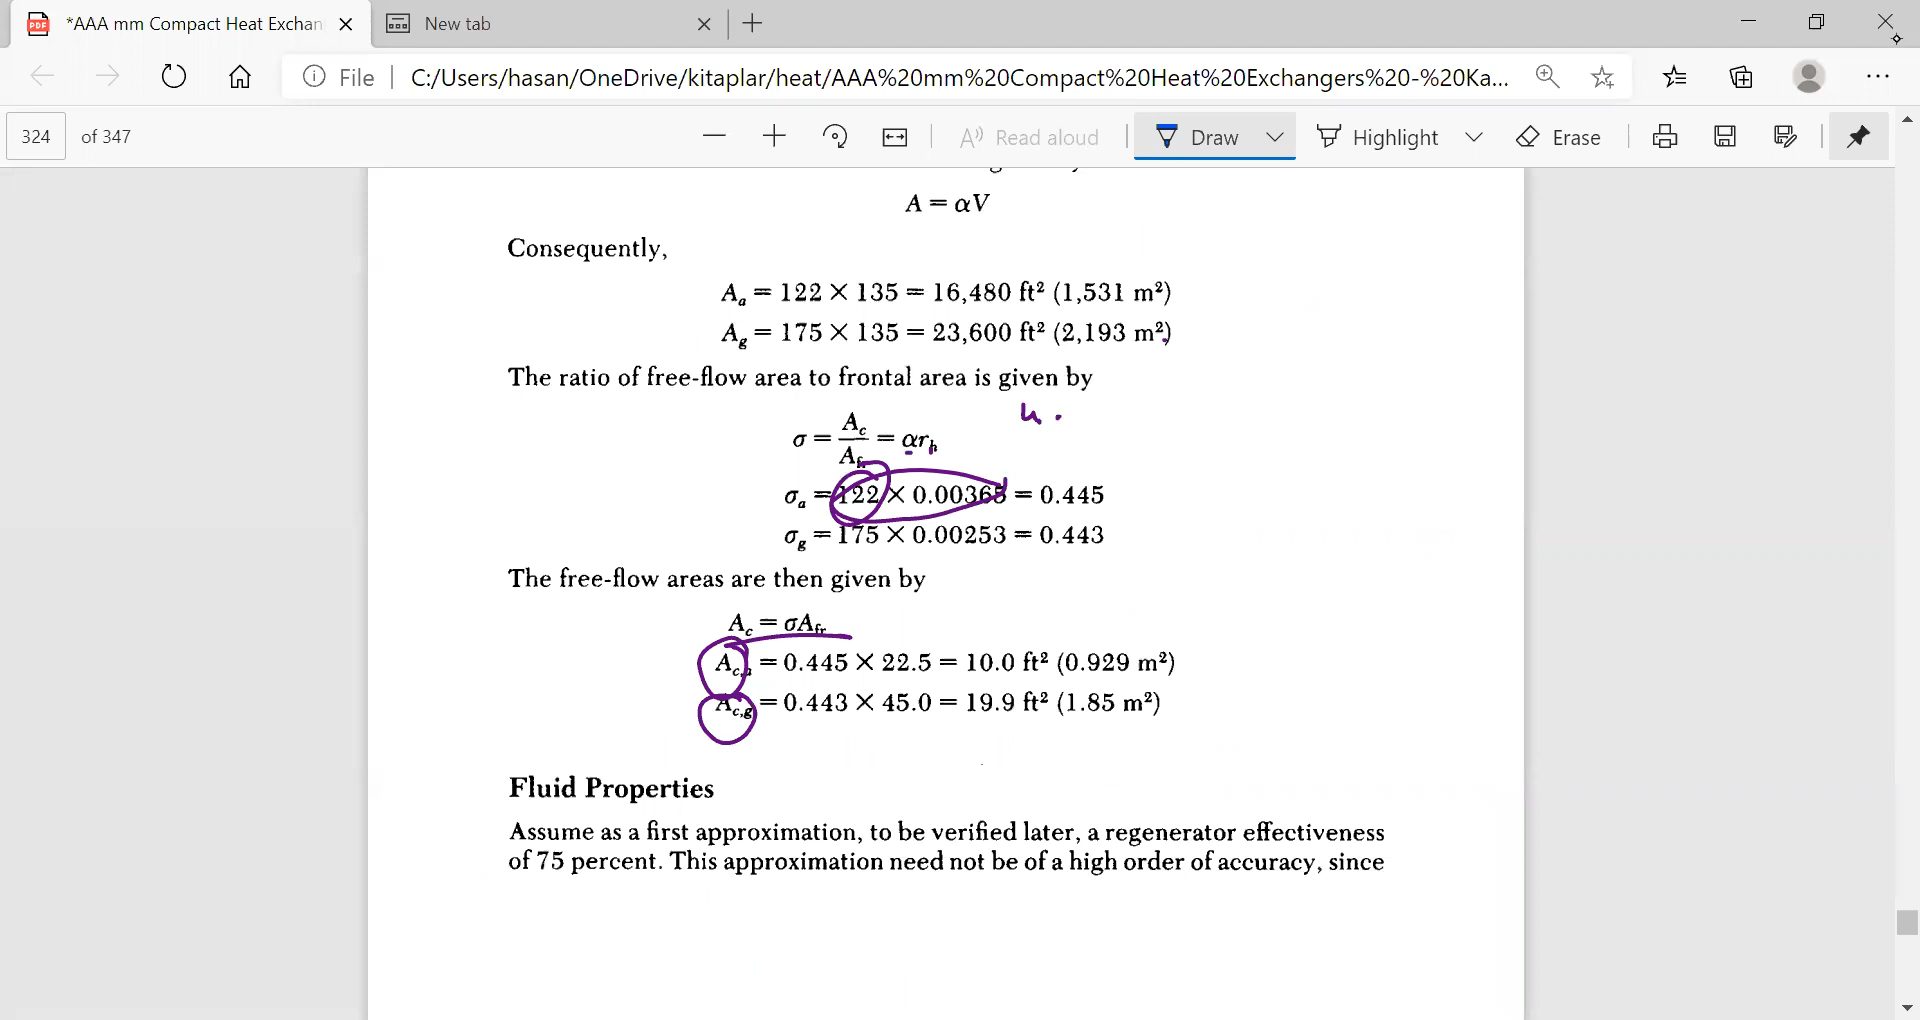 *AAA mm Compact Heat Exchan
New tab
File
C:/Users/hasan/OneDrive/kitaplar/heat/AAA%20mm%20Compact%20Heat%20Exchangers%20-%20Ka...
324 of 347
Read aloud
Draw
Highlight
Erase
A = αV
Consequently,
A_a = 122 × 135 = 16,480 ft² (1,531 m²)
A_g = 175 × 135 = 23,600 ft² (2,193 m²)
The ratio of free-flow area to frontal area is given by
σ = A_c / A_fr = αr_h
h .
σ_a = 122 × 0.00365 = 0.445
σ_g = 175 × 0.00253 = 0.443
The free-flow areas are then given by
A_c = σA_fr
A_c,a = 0.445 × 22.5 = 10.0 ft² (0.929 m²)
A_c,g = 0.443 × 45.0 = 19.9 ft² (1.85 m²)
Fluid Properties
Assume as a first approximation, to be verified later, a regenerator effectiveness
of 75 percent. This approximation need not be of a high order of accuracy, since